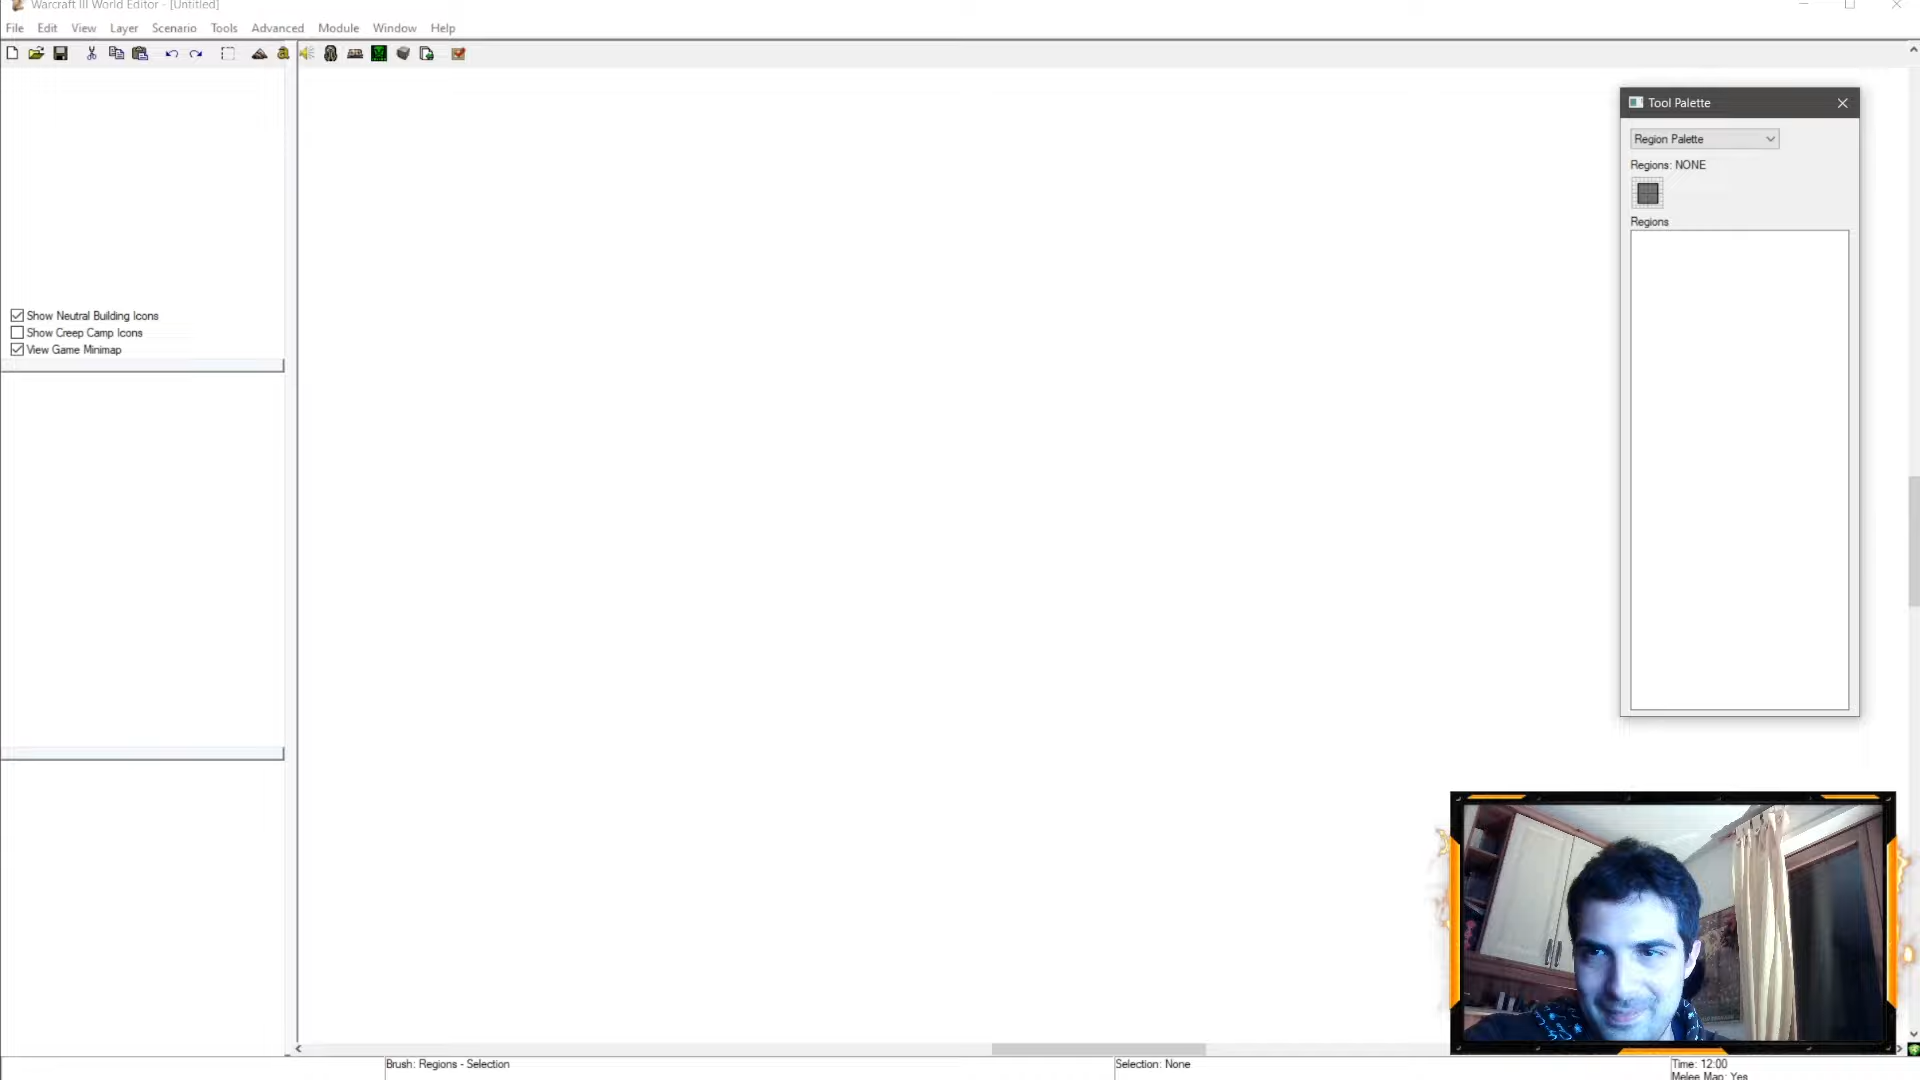 Warcraft III World Editor - [Untitled]
File Edit View Layer Scenario Tools Advanced Module Window Help
Tool Palette
Region Palette
Regions: NONE
Regions
Show Neutral Building Icons
Show Creep Camp Icons
View Game Minimap
Brush: Regions - Selection
Selection: None
Time: 12:00
Melee Map: Yes